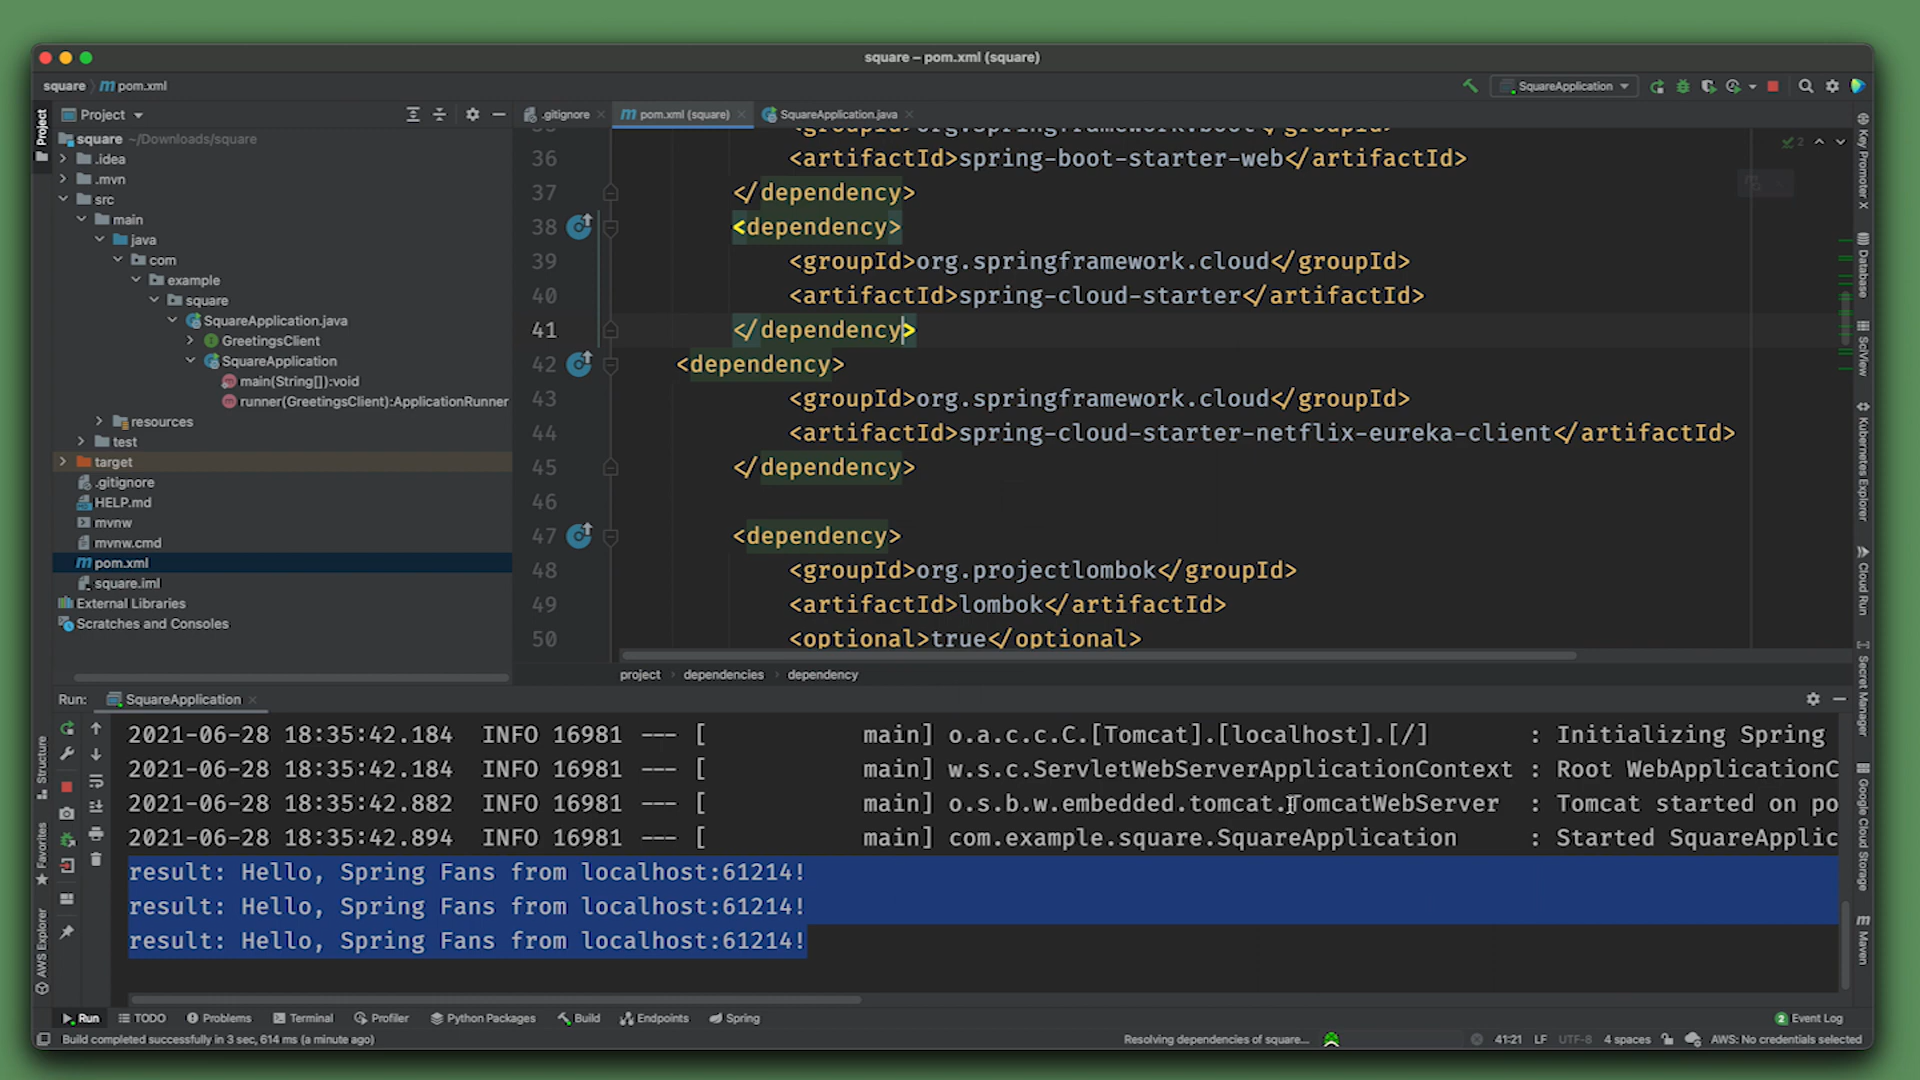 square – pom.xml (square)
square
pom.xml
SquareApplication
Project
.gitignore
pom.xml (square)
SquareApplication.java
square ~/Downloads/square
.idea
.mvn
src
main
java
com
example
square
SquareApplication.java
GreetingsClient
SquareApplication
main(String[]):void
runner(GreetingsClient):ApplicationRunner
resources
test
target
.gitignore
HELP.md
mvnw
mvnw.cmd
pom.xml
square.iml
External Libraries
Scratches and Consoles
<groupId>org.springframework.boot</groupId>
36 <artifactId>spring-boot-starter-web</artifactId>
37 </dependency>
38 <dependency>
39 <groupId>org.springframework.cloud</groupId>
40 <artifactId>spring-cloud-starter</artifactId>
41 </dependency>
42 <dependency>
43 <groupId>org.springframework.cloud</groupId>
44 <artifactId>spring-cloud-starter-netflix-eureka-client</artifactId>
45 </dependency>
46
47 <dependency>
48 <groupId>org.projectlombok</groupId>
49 <artifactId>lombok</artifactId>
50 <optional>true</optional>
2
project › dependencies › dependency
Run: SquareApplication
2021-06-28 18:35:42.184 INFO 16981 --- [ main] o.a.c.c.C.[Tomcat].[localhost].[/] : Initializing Spring
2021-06-28 18:35:42.184 INFO 16981 --- [ main] w.s.c.ServletWebServerApplicationContext : Root WebApplicationC
2021-06-28 18:35:42.882 INFO 16981 --- [ main] o.s.b.w.embedded.tomcat.TomcatWebServer : Tomcat started on po
2021-06-28 18:35:42.894 INFO 16981 --- [ main] com.example.square.SquareApplication : Started SquareApplic
result: Hello, Spring Fans from localhost:61214!
result: Hello, Spring Fans from localhost:61214!
result: Hello, Spring Fans from localhost:61214!
Project
Structure
Favorites
AWS Explorer
Key Promoter X
Database
SciView
Kubernetes Explorer
Cloud Run
Secret Manager
Google Cloud Storage
Maven
Run TODO Problems Terminal Profiler Python Packages Build Endpoints Spring 2 Event Log
Build completed successfully in 3 sec, 614 ms (a minute ago) Resolving dependencies of square... 41:21 LF UTF-8 4 spaces AWS: No credentials selected